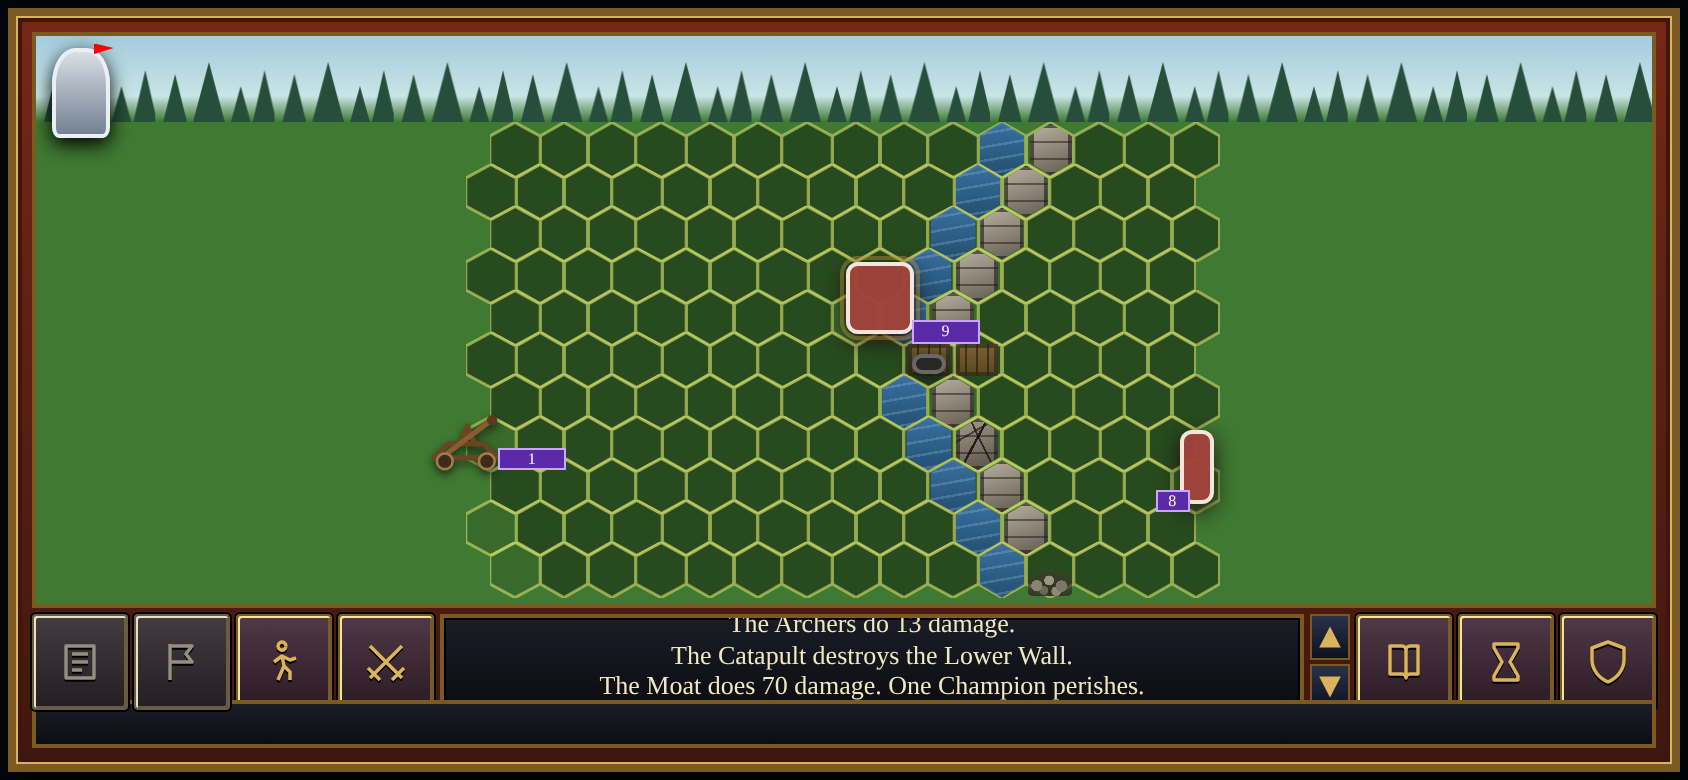 9
1
8
The Archers do 13 damage.
The Catapult destroys the Lower Wall.
The Moat does 70 damage. One Champion perishes.